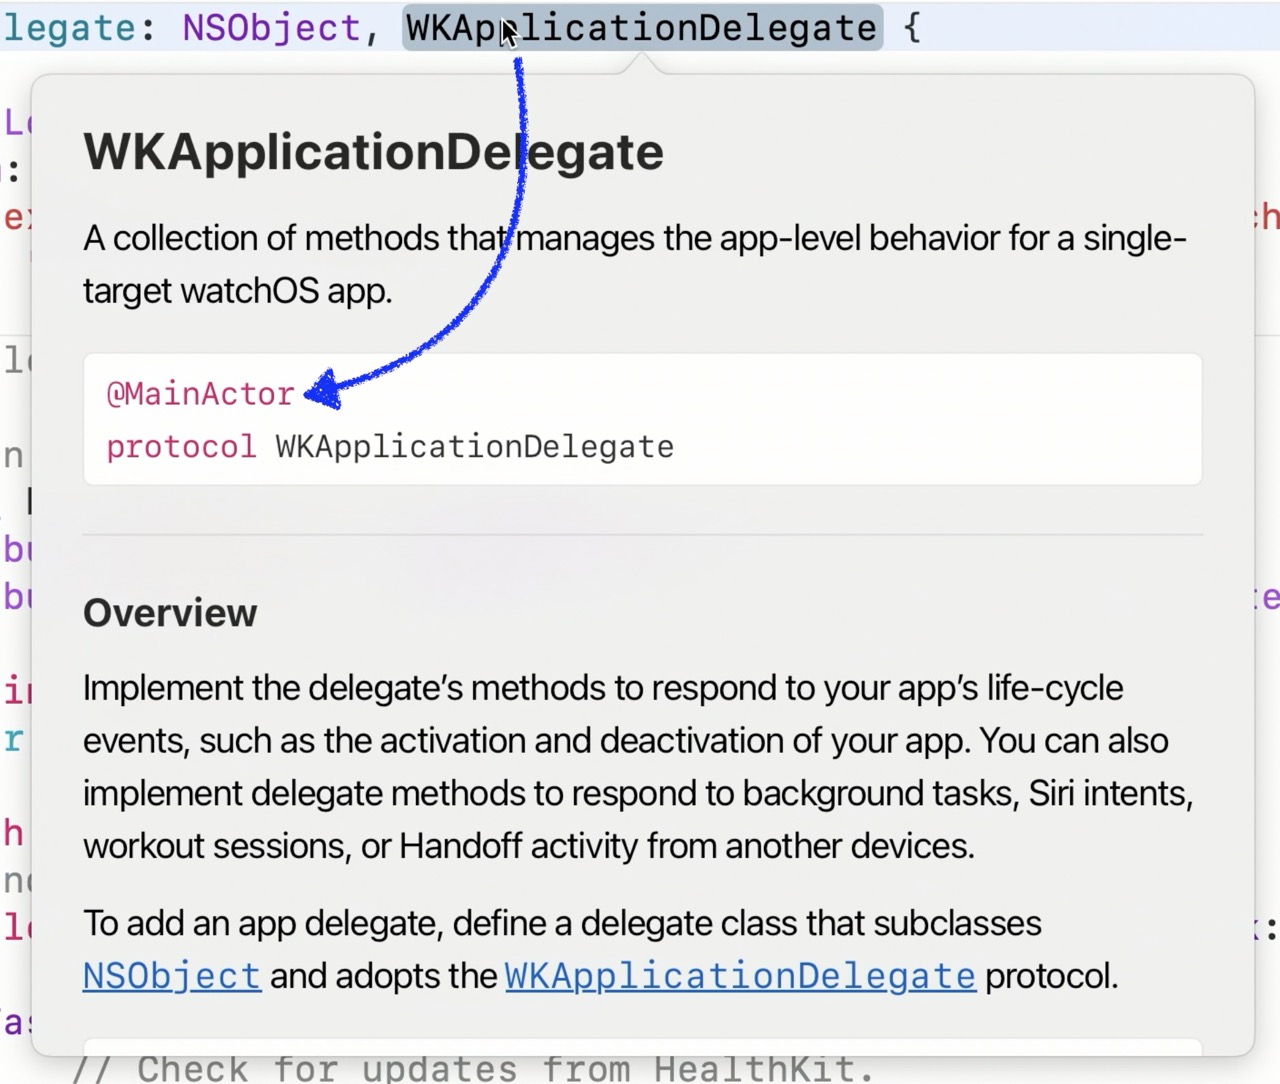 legate: NSObject, WKApplicationDelegate {
WKApplicationDelegate
A collection of methods that manages the app-level behavior for a single-
target watchOS app.
@MainActor
protocol WKApplicationDelegate
Overview
Implement the delegate’s methods to respond to your app’s life-cycle
events, such as the activation and deactivation of your app. You can also
implement delegate methods to respond to background tasks, Siri intents,
workout sessions, or Handoff activity from another devices.
To add an app delegate, define a delegate class that subclasses
NSObject and adopts the WKApplicationDelegate protocol.
// Check for updates from HealthKit.